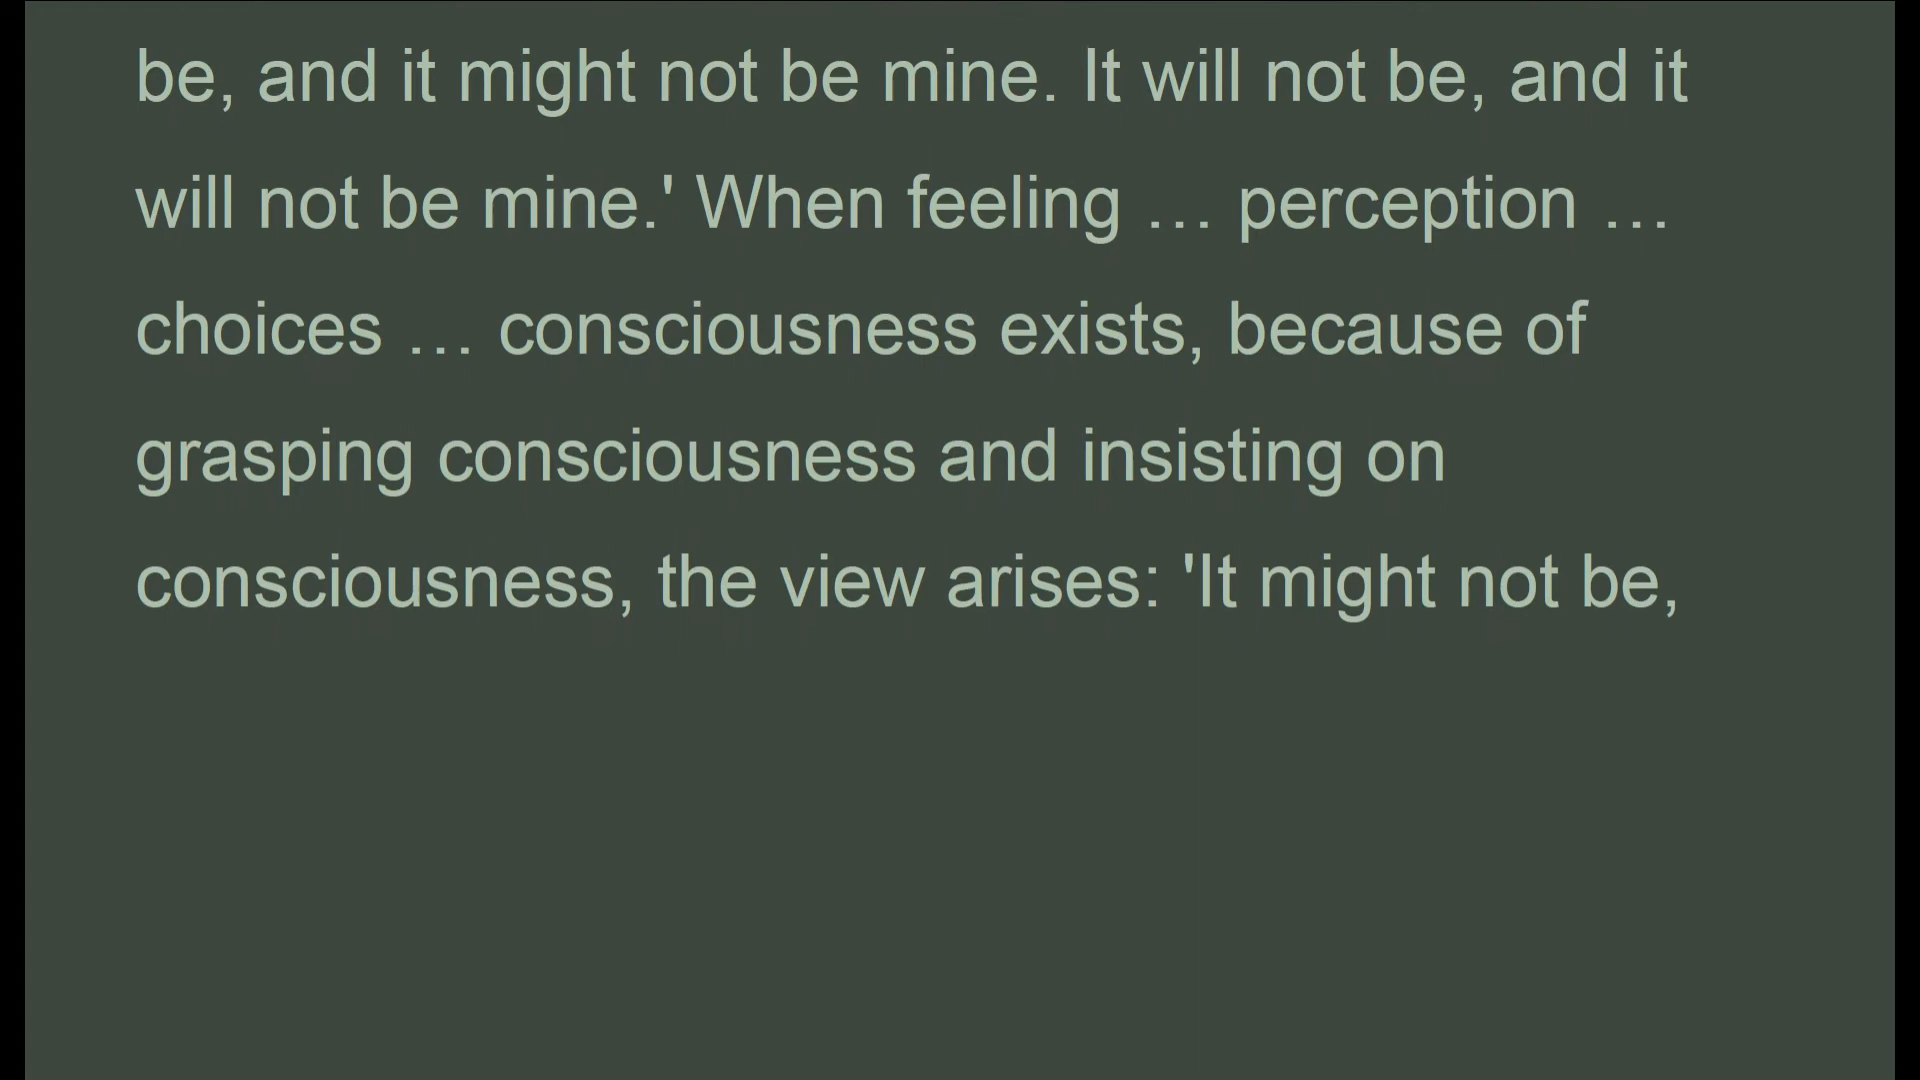 be, and it might not be mine. It will not be, and it
will not be mine.' When feeling … perception …
choices … consciousness exists, because of
grasping consciousness and insisting on
consciousness, the view arises: 'It might not be,